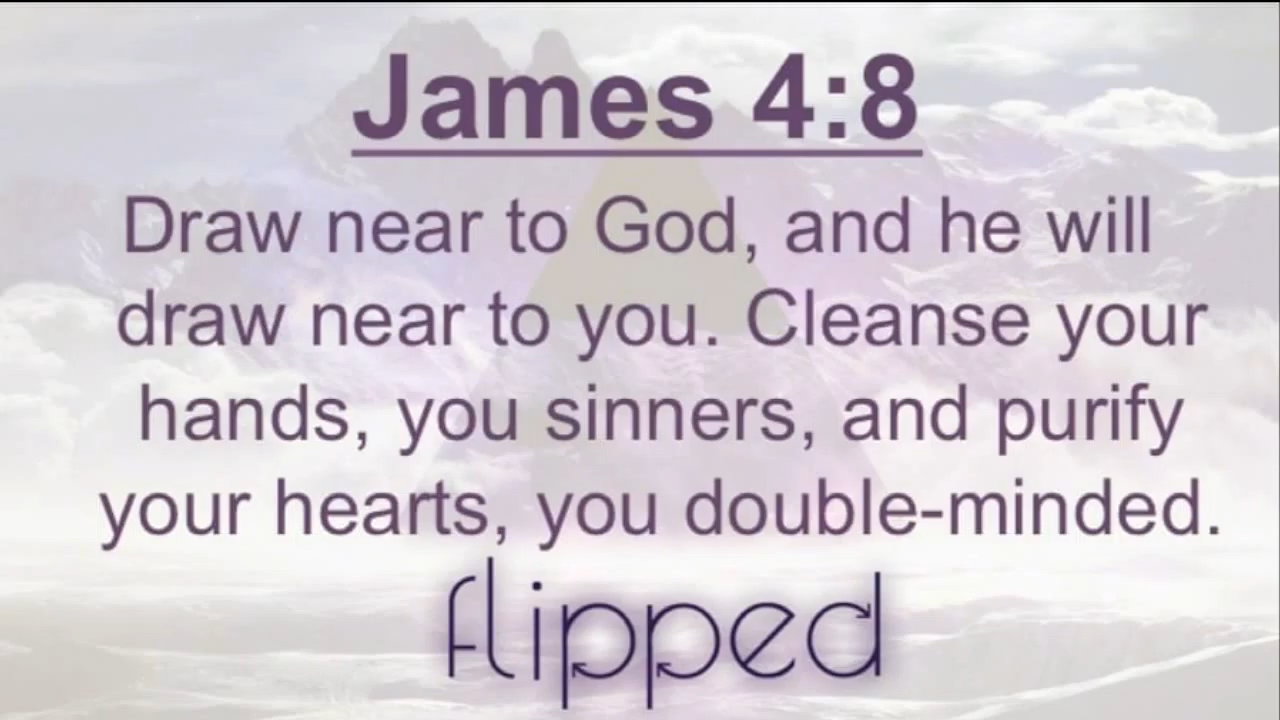 James 4:8
Draw near to God, and he will
draw near to you. Cleanse your
hands, you sinners, and purify
your hearts, you double-minded.
flipped